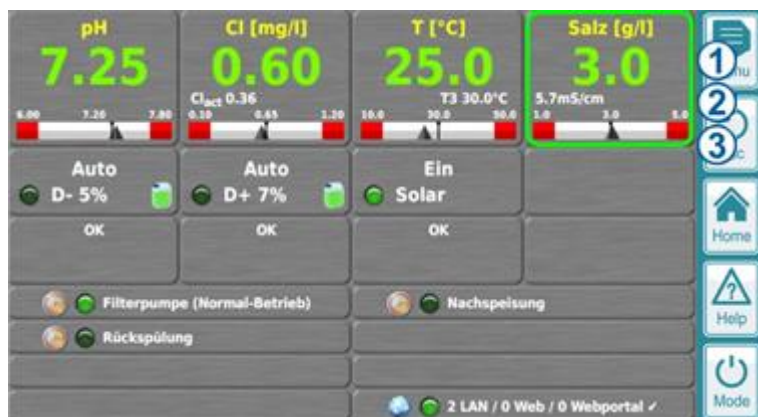 pH
7.25
6.00 7.20 7.80
Cl [mg/l]
0.60
Clact 0.36
0.10 0.65 1.20
T [°C]
25.0
T3 30.0°C
10.0 30.0 50.0
Salz [g/l]
3.0
5.7mS/cm
1.0 3.0 5.0
Auto
D- 5%
Auto
D+ 7%
Ein
Solar
OK
OK
OK
Filterpumpe (Normal-Betrieb)
Nachspeisung
Rückspülung
2 LAN / 0 Web / 0 Webportal ✓
1
2
3
Home
Help
Mode